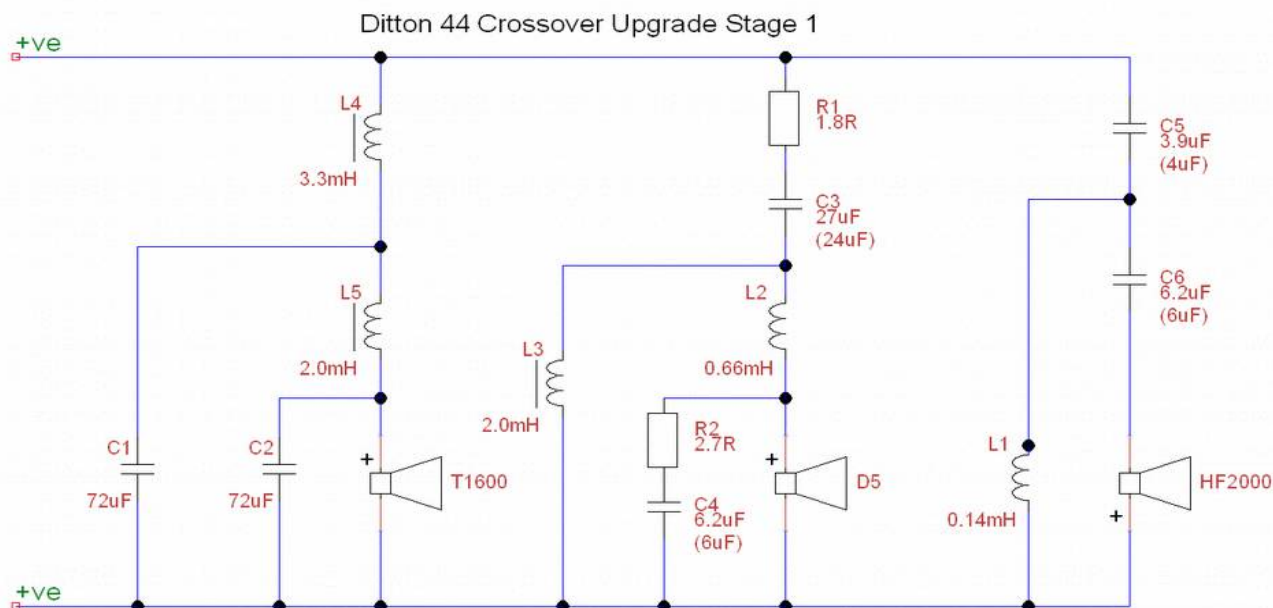 Ditton 44 Crossover Upgrade Stage 1
+ve
L4
3.3mH
R1
1.8R
C5
3.9uF
(4uF)
C3
27uF
(24uF)
L5
2.0mH
L2
0.66mH
C6
6.2uF
(6uF)
L3
2.0mH
C1
72uF
C2
72uF
+
T1600
R2
2.7R
C4
6.2uF
(6uF)
+
D5
L1
0.14mH
HF2000
+
+ve